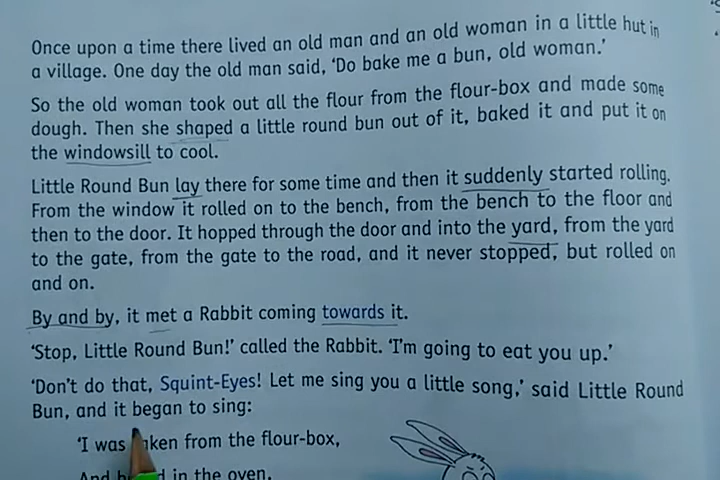 Once upon a time there lived an old man and an old woman in a little hut in
a village. One day the old man said, ‘Do bake me a bun, old woman.’
So the old woman took out all the flour from the flour-box and made some
dough. Then she shaped a little round bun out of it, baked it and put it on
the windowsill to cool.
Little Round Bun lay there for some time and then it suddenly started rolling.
From the window it rolled on to the bench, from the bench to the floor and
then to the door. It hopped through the door and into the yard, from the yard
to the gate, from the gate to the road, and it never stopped, but rolled on
and on.
By and by, it met a Rabbit coming towards it.
‘Stop, Little Round Bun!’ called the Rabbit. ‘I’m going to eat you up.’
‘Don’t do that, Squint-Eyes! Let me sing you a little song,’ said Little Round
Bun, and it began to sing:
‘I was from the flour-box,
And in the oven,